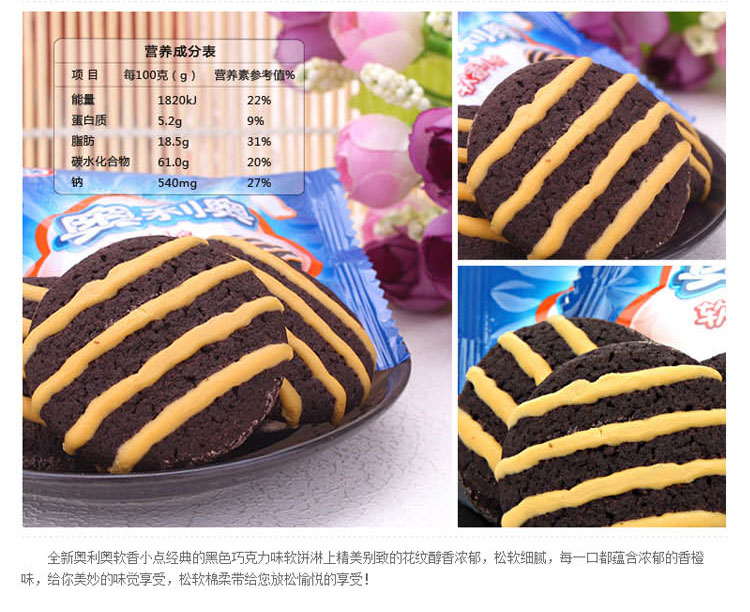 营养成分表
项 目 每100克（g） 营养素参考值%
能量 1820kJ 22%
蛋白质 5.2g 9%
脂肪 18.5g 31%
碳水化合物 61.0g 20%
钠 540mg 27%
奥利奥
全新奥利奥软香小点经典的黑色巧克力味软饼淋上精美别致的花纹醇香浓郁，松软细腻，每一口都蕴含浓郁的香橙
味，给你美妙的味觉享受，松软棉柔带给您放松愉悦的享受！